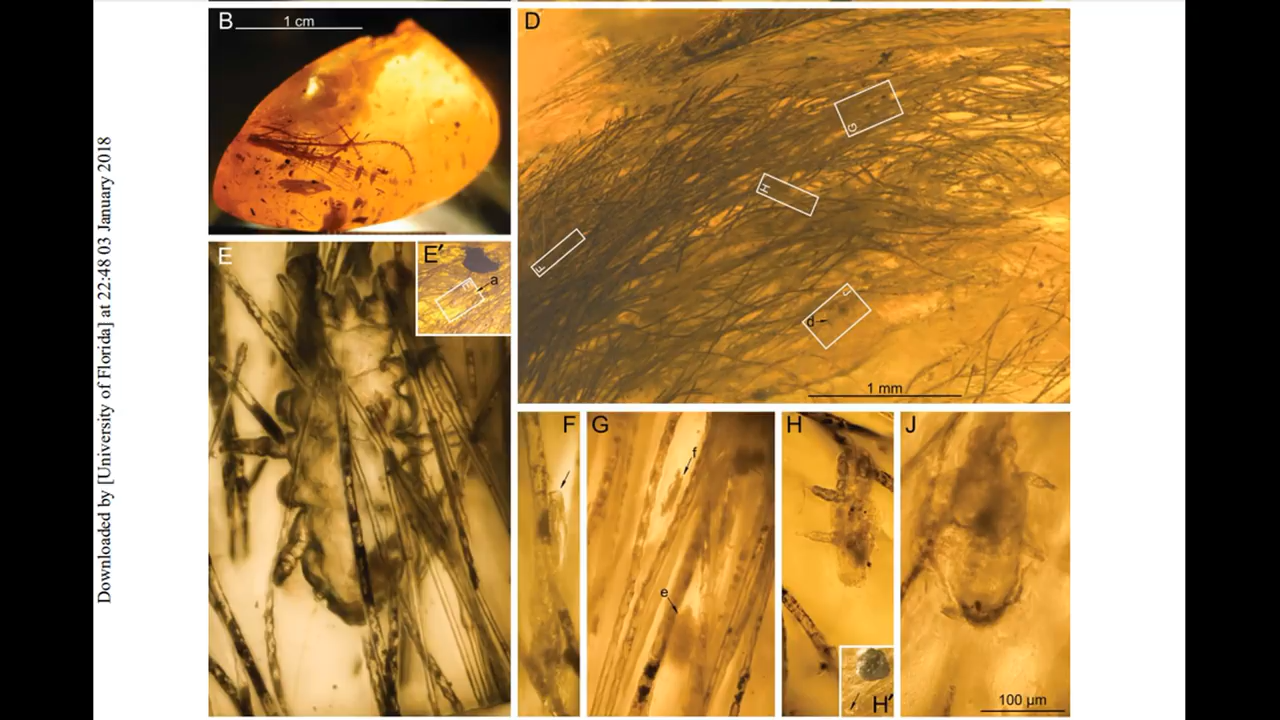 Downloaded by [University of Florida] at 22:48 03 January 2018
B
1 cm
D
G
H
F
J
d
1 mm
E
E′
E
a
F
G
f
e
H
H′
J
100 µm